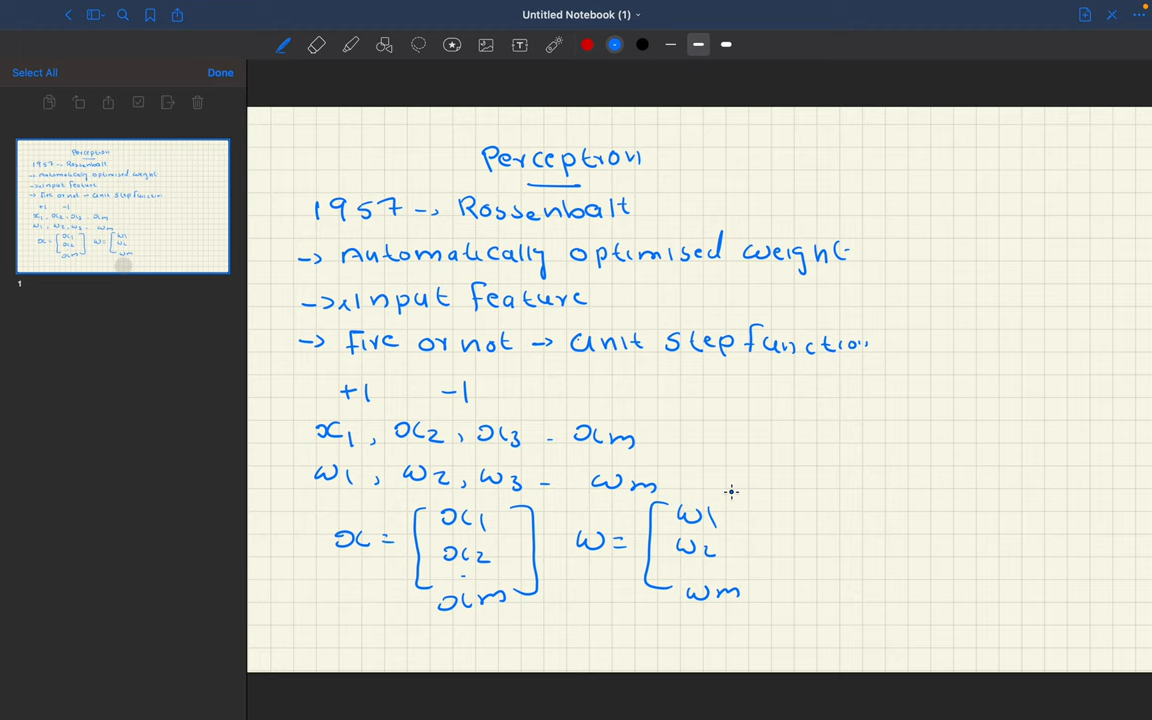 Untitled Notebook (1)
Select All
Done
1
Perceptron
1957 -> Rossenbalt
-> Automatically optimised weight
-> Input feature
-> fire or not -> unit step function
+1 -1
x1, x2, x3 - xm
w1, w2, w3 - wm
x = [x1 x2 . xm] w = [w1 w2 wm